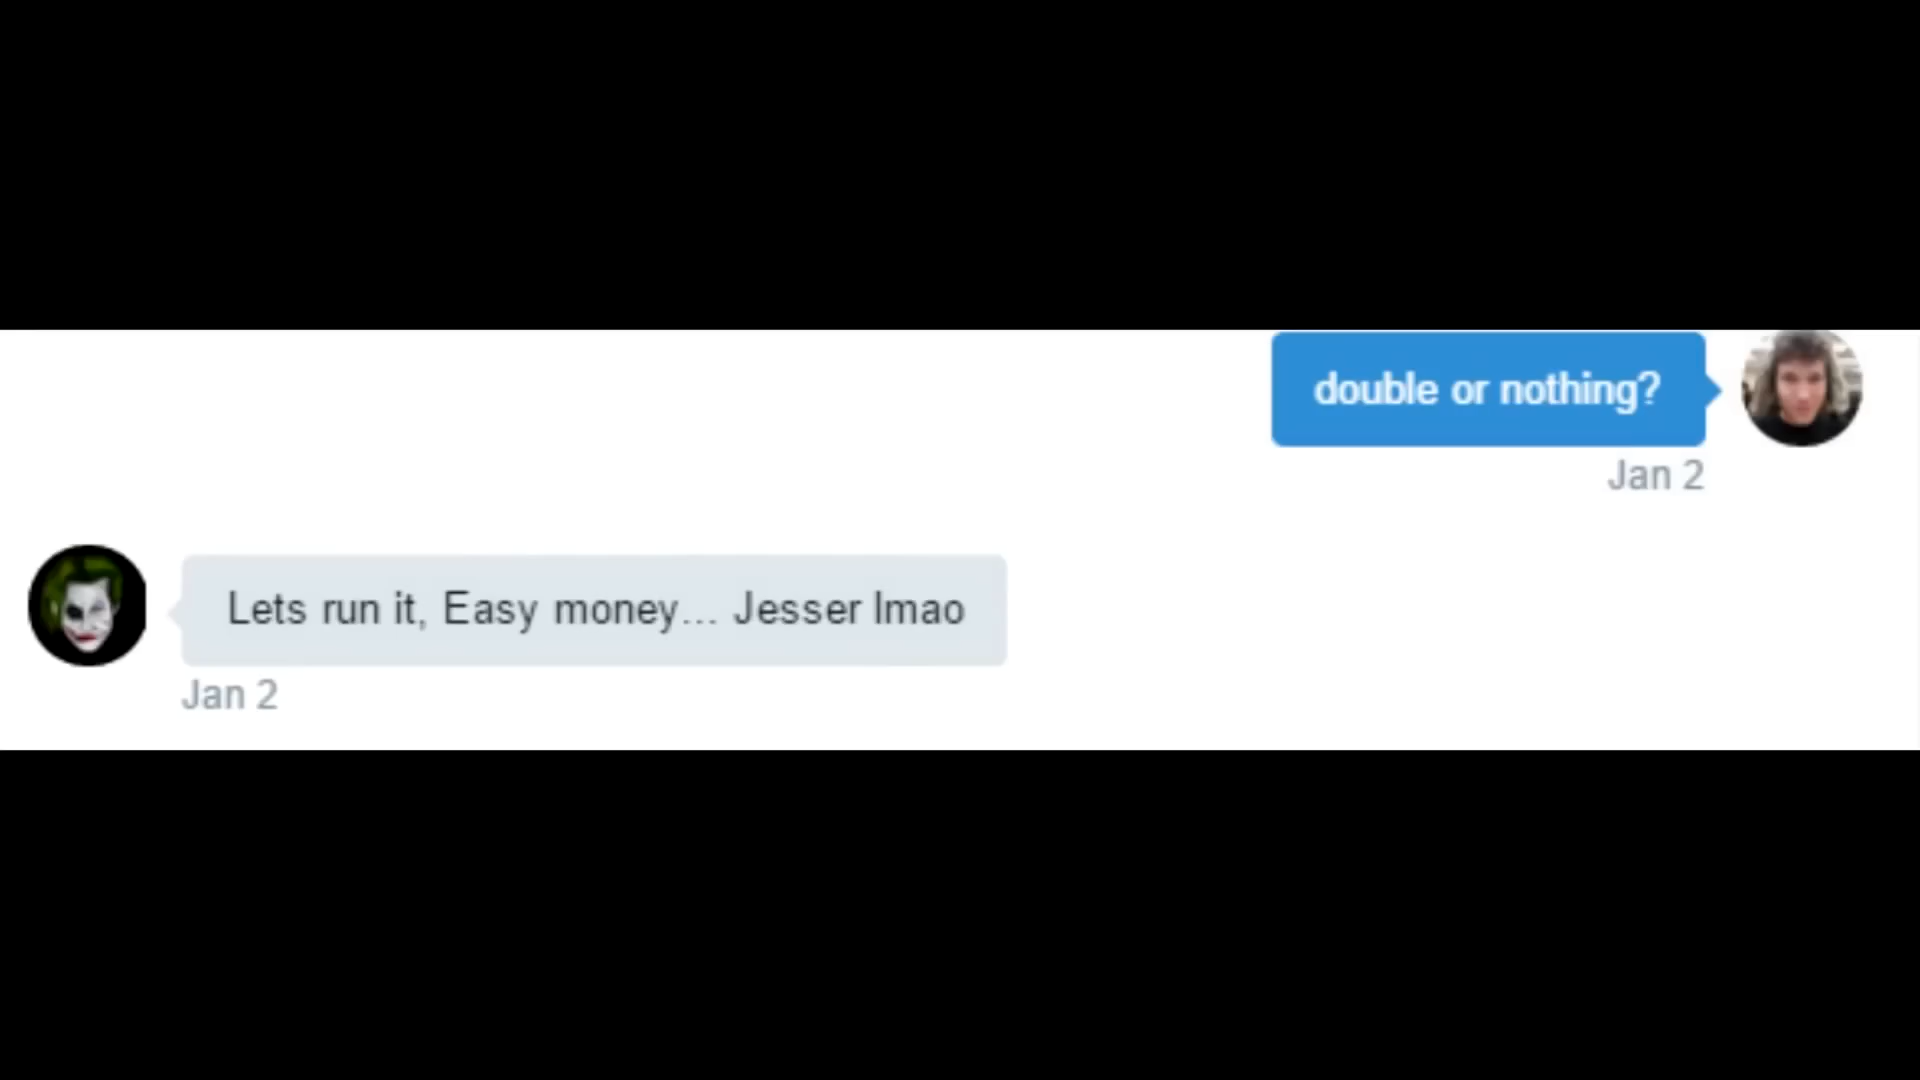 double or nothing?
Jan 2
Lets run it, Easy money... Jesser lmao
Jan 2